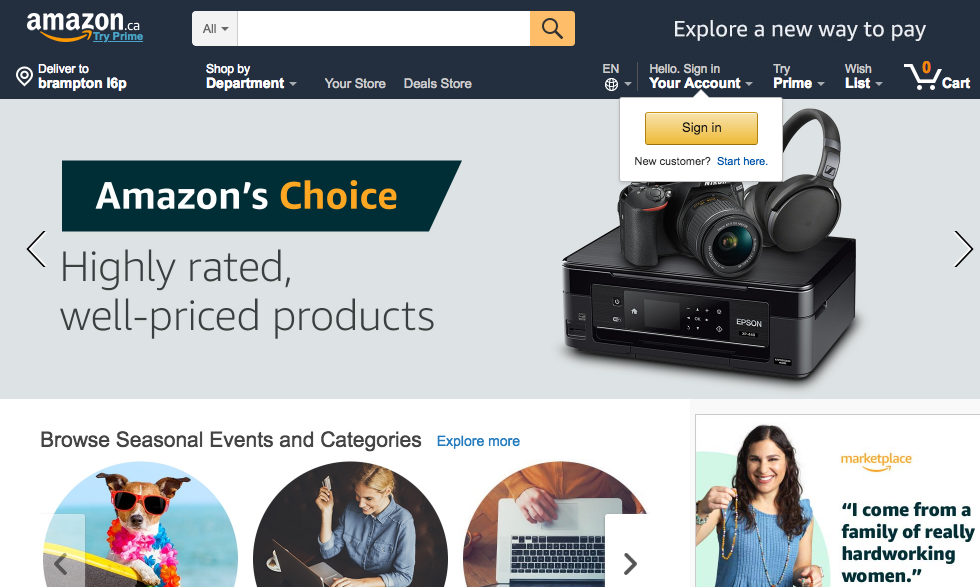 amazon.ca
Try Prime
All
Explore a new way to pay
Deliver to
brampton l6p
Shop by
Department
Your Store
Deals Store
EN
Hello. Sign in
Your Account
Try
Prime
Wish
List
0
Cart
Sign in
New customer? Start here.
Amazon's Choice
Highly rated,
well-priced products
Nikon
EPSON
Browse Seasonal Events and Categories
Explore more
marketplace
“I come from a
family of really
hardworking
women.”